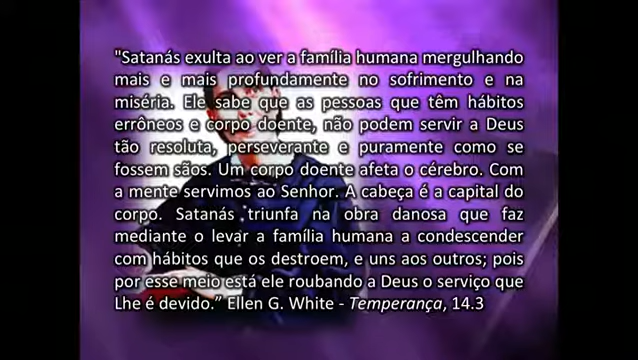 "Satanás exulta ao ver a família humana mergulhando
mais e mais profundamente no sofrimento e na
miséria. Ele sabe que as pessoas que têm hábitos
errôneos e corpo doente, não podem servir a Deus
tão resoluta, perseverante e puramente como se
fossem sãos. Um corpo doente afeta o cérebro. Com
a mente servimos ao Senhor. A cabeça é a capital do
corpo. Satanás triunfa na obra danosa que faz
mediante o levar a família humana a condescender
com hábitos que os destroem, e uns aos outros; pois
por esse meio está ele roubando a Deus o serviço que
Lhe é devido.” Ellen G. White - Temperança, 14.3